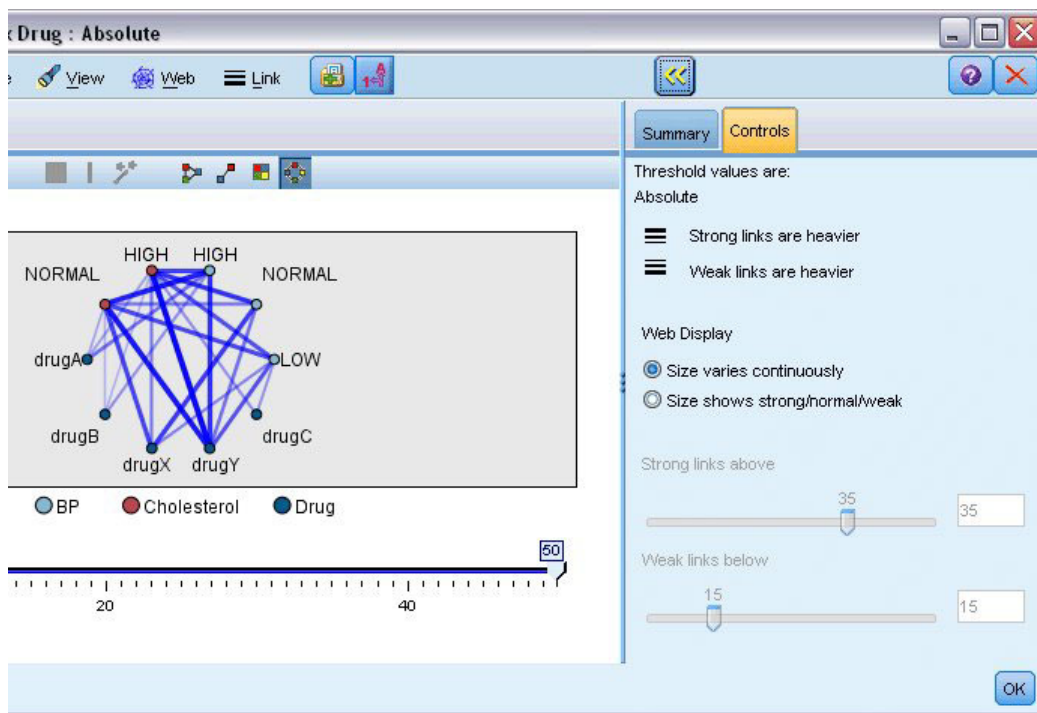 x Drug : Absolute
e View Web Link
Summary Controls
Threshold values are:
Absolute
Strong links are heavier
Weak links are heavier
Web Display
Size varies continuously
Size shows strong/normal/weak
Strong links above
35
35
Weak links below
15
15
OK
HIGH HIGH
NORMAL NORMAL
drugA LOW
drugB drugC
drugX drugY
BP Cholesterol Drug
50
20 40